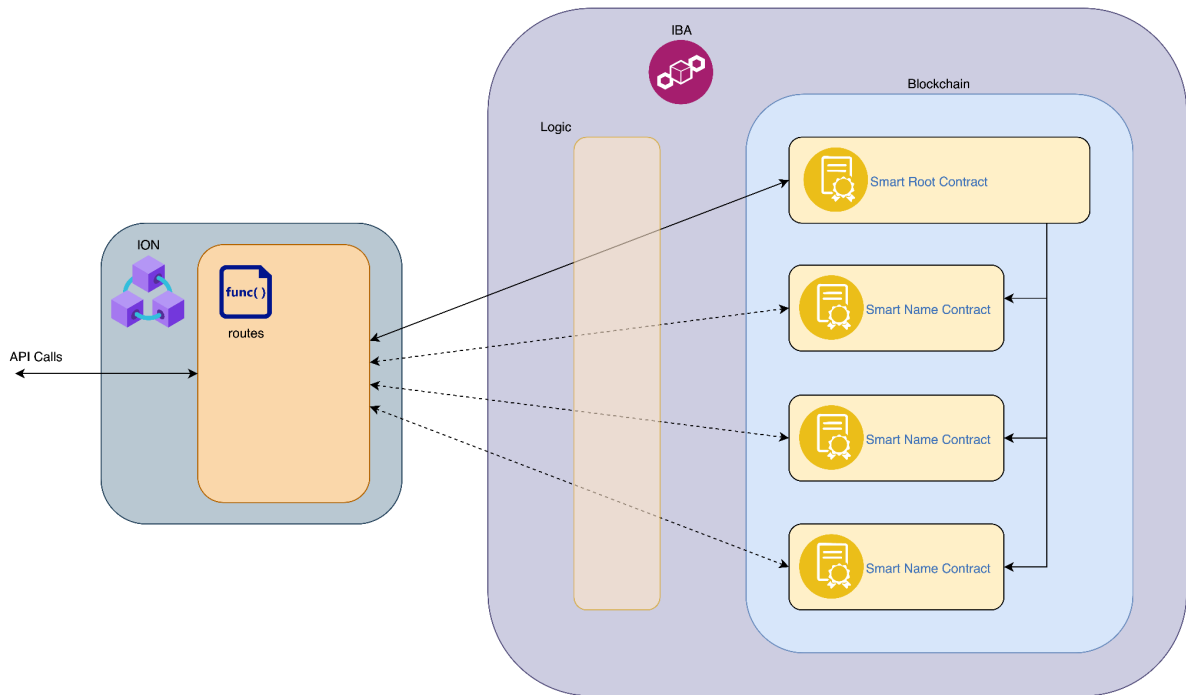 IBA
Blockchain
Logic
Smart Root Contract
ION
func( )
routes
Smart Name Contract
API Calls
Smart Name Contract
Smart Name Contract